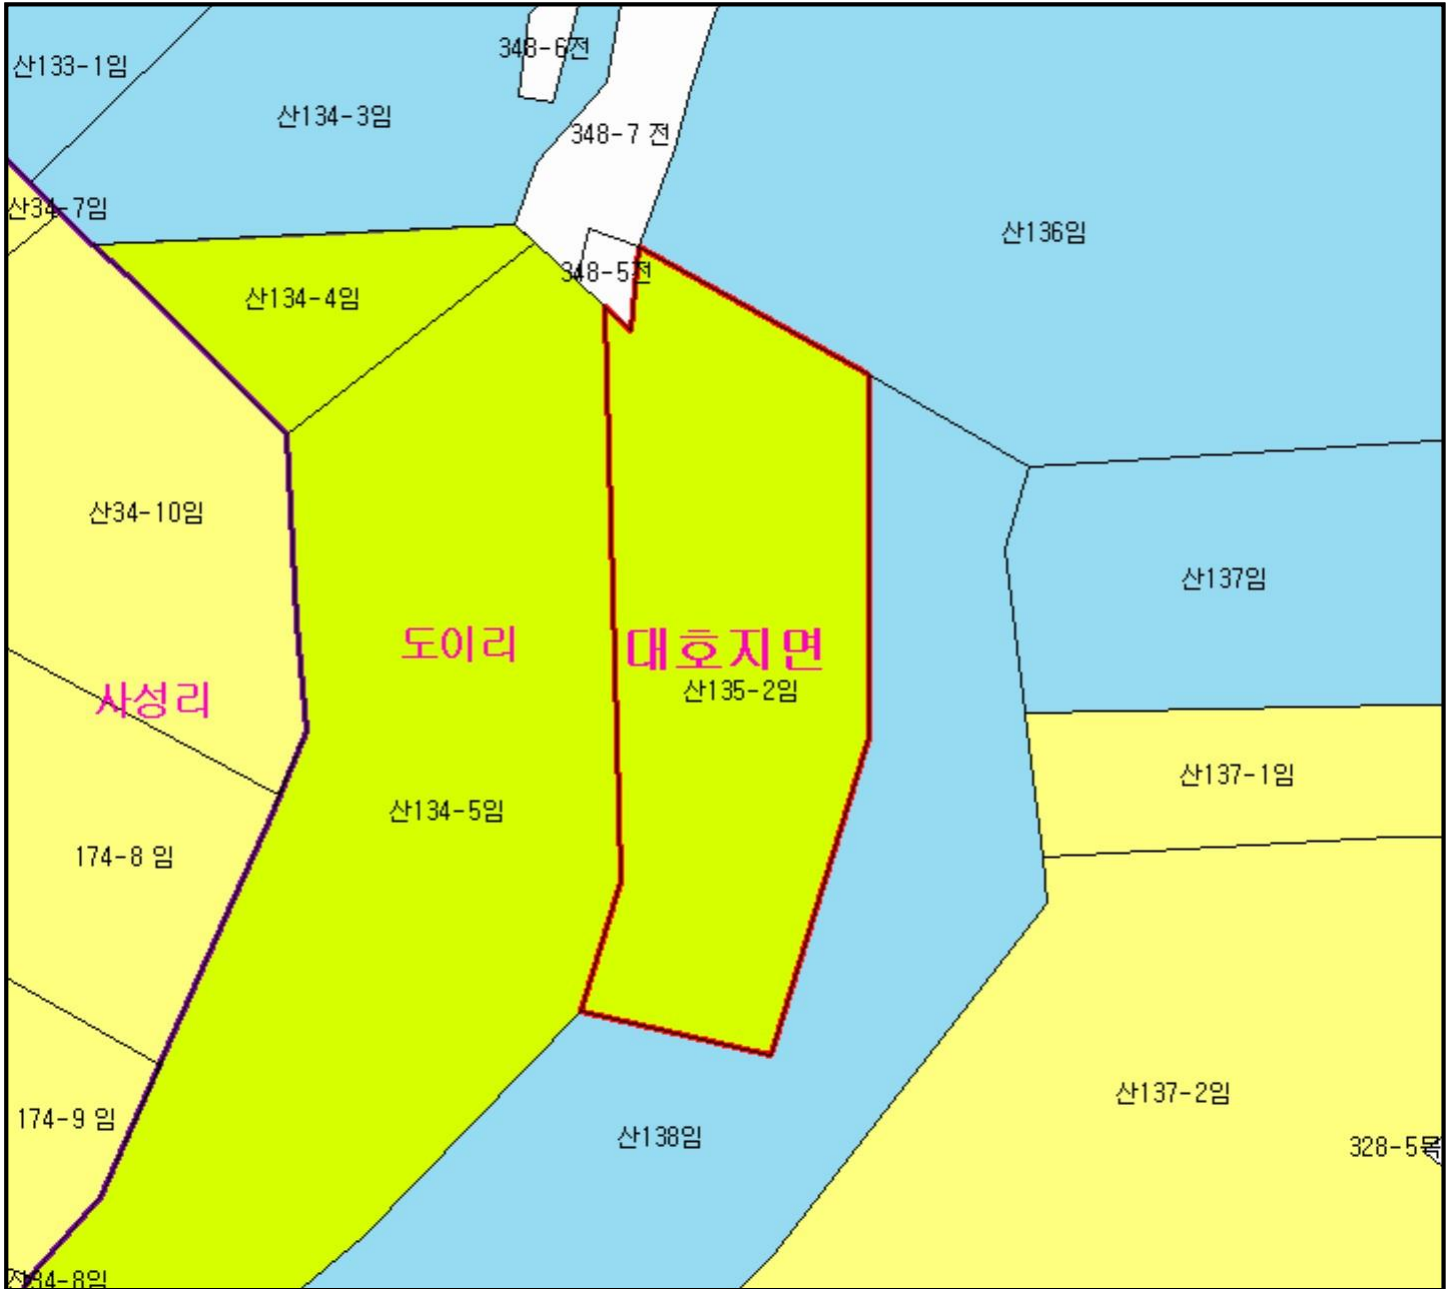 348-6전
산133-1임
산134-3임
348-7 전
산34-7임
산136임
348-5전
산134-4임
산34-10임
산137임
도이리
대호지면
사성리
산135-2임
산137-1임
산134-5임
174-8 임
산137-2임
174-9 임
산138임
328-5목